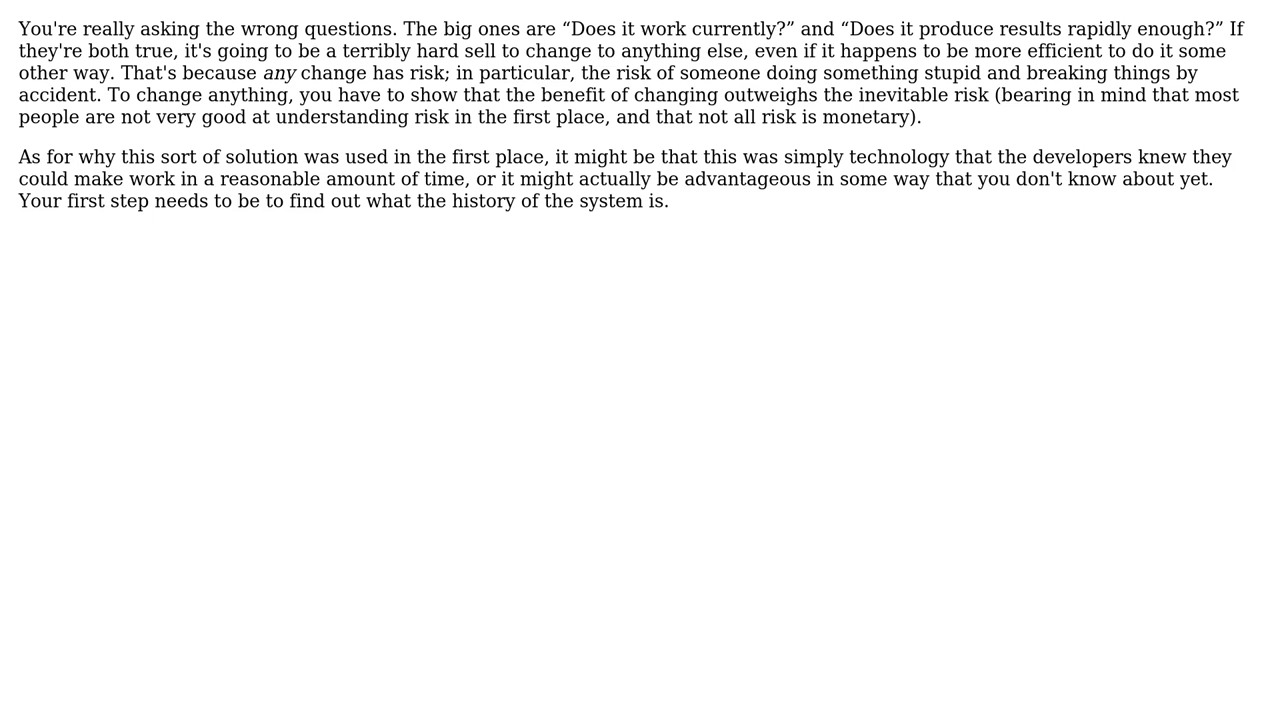 You're really asking the wrong questions. The big ones are “Does it work currently?” and “Does it produce results rapidly enough?” If
they're both true, it's going to be a terribly hard sell to change to anything else, even if it happens to be more efficient to do it some
other way. That's because any change has risk; in particular, the risk of someone doing something stupid and breaking things by
accident. To change anything, you have to show that the benefit of changing outweighs the inevitable risk (bearing in mind that most
people are not very good at understanding risk in the first place, and that not all risk is monetary).
As for why this sort of solution was used in the first place, it might be that this was simply technology that the developers knew they
could make work in a reasonable amount of time, or it might actually be advantageous in some way that you don't know about yet.
Your first step needs to be to find out what the history of the system is.